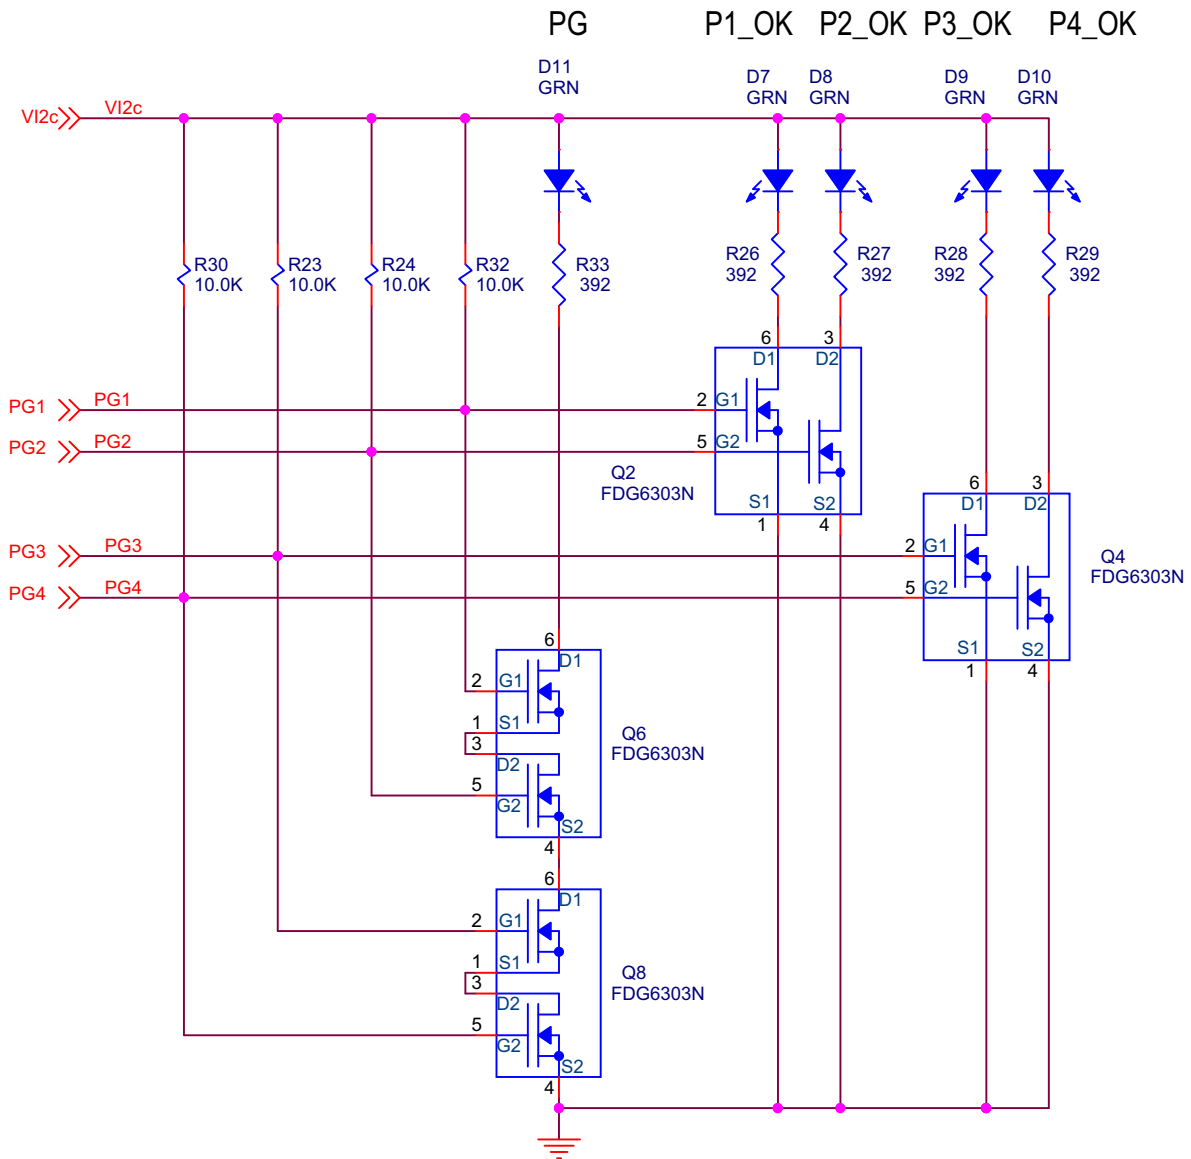 PG P1_OK P2_OK P3_OK P4_OK
D11
GRN
D7
GRN
D8
GRN
D9
GRN
D10
GRN
VI2c VI2c
R30
10.0K
R23
10.0K
R24
10.0K
R32
10.0K
R33
392
R26
392
R27
392
R28
392
R29
392
6 3
D1 D2
PG1 PG1 2 G1
PG2 PG2 5 G2
Q2
FDG6303N
S1 S2
1 4
6 3
D1 D2
PG3 PG3 2 G1
PG4 PG4 5 G2
Q4
FDG6303N
S1 S2
1 4
6
D1
2 G1
1 S1
3
D2
5
G2
S2
4
Q6
FDG6303N
6
D1
2 G1
1 S1
3
D2
5
G2
S2
4
Q8
FDG6303N